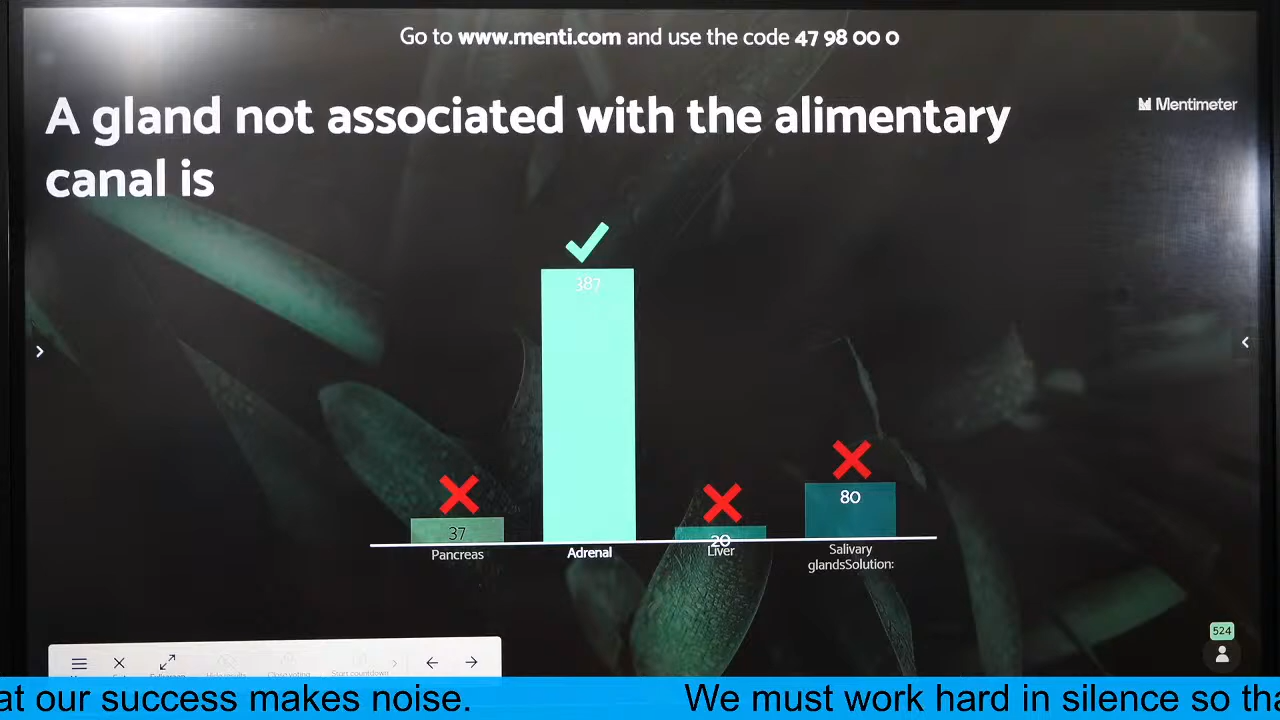 Go to www.menti.com and use the code 47 98 00 0
A gland not associated with the alimentary
canal is
Mentimeter
387
37
20
80
Pancreas
Adrenal
Liver
Salivary
glandsSolution:
524
at our success makes noise. We must work hard in silence so tha